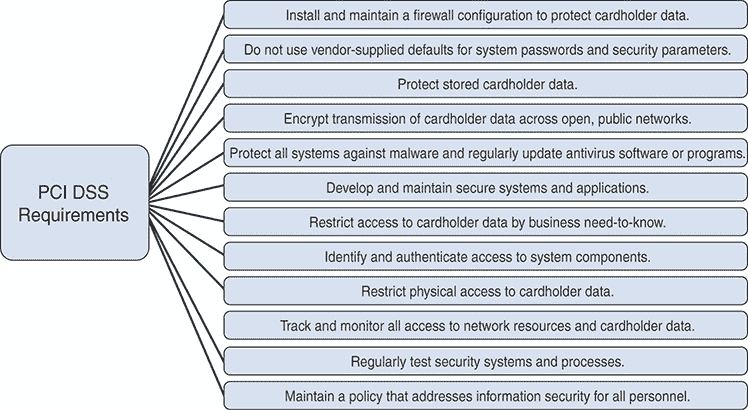 PCI DSS
Requirements
Install and maintain a firewall configuration to protect cardholder data.
Do not use vendor-supplied defaults for system passwords and security parameters.
Protect stored cardholder data.
Encrypt transmission of cardholder data across open, public networks.
Protect all systems against malware and regularly update antivirus software or programs.
Develop and maintain secure systems and applications.
Restrict access to cardholder data by business need-to-know.
Identify and authenticate access to system components.
Restrict physical access to cardholder data.
Track and monitor all access to network resources and cardholder data.
Regularly test security systems and processes.
Maintain a policy that addresses information security for all personnel.